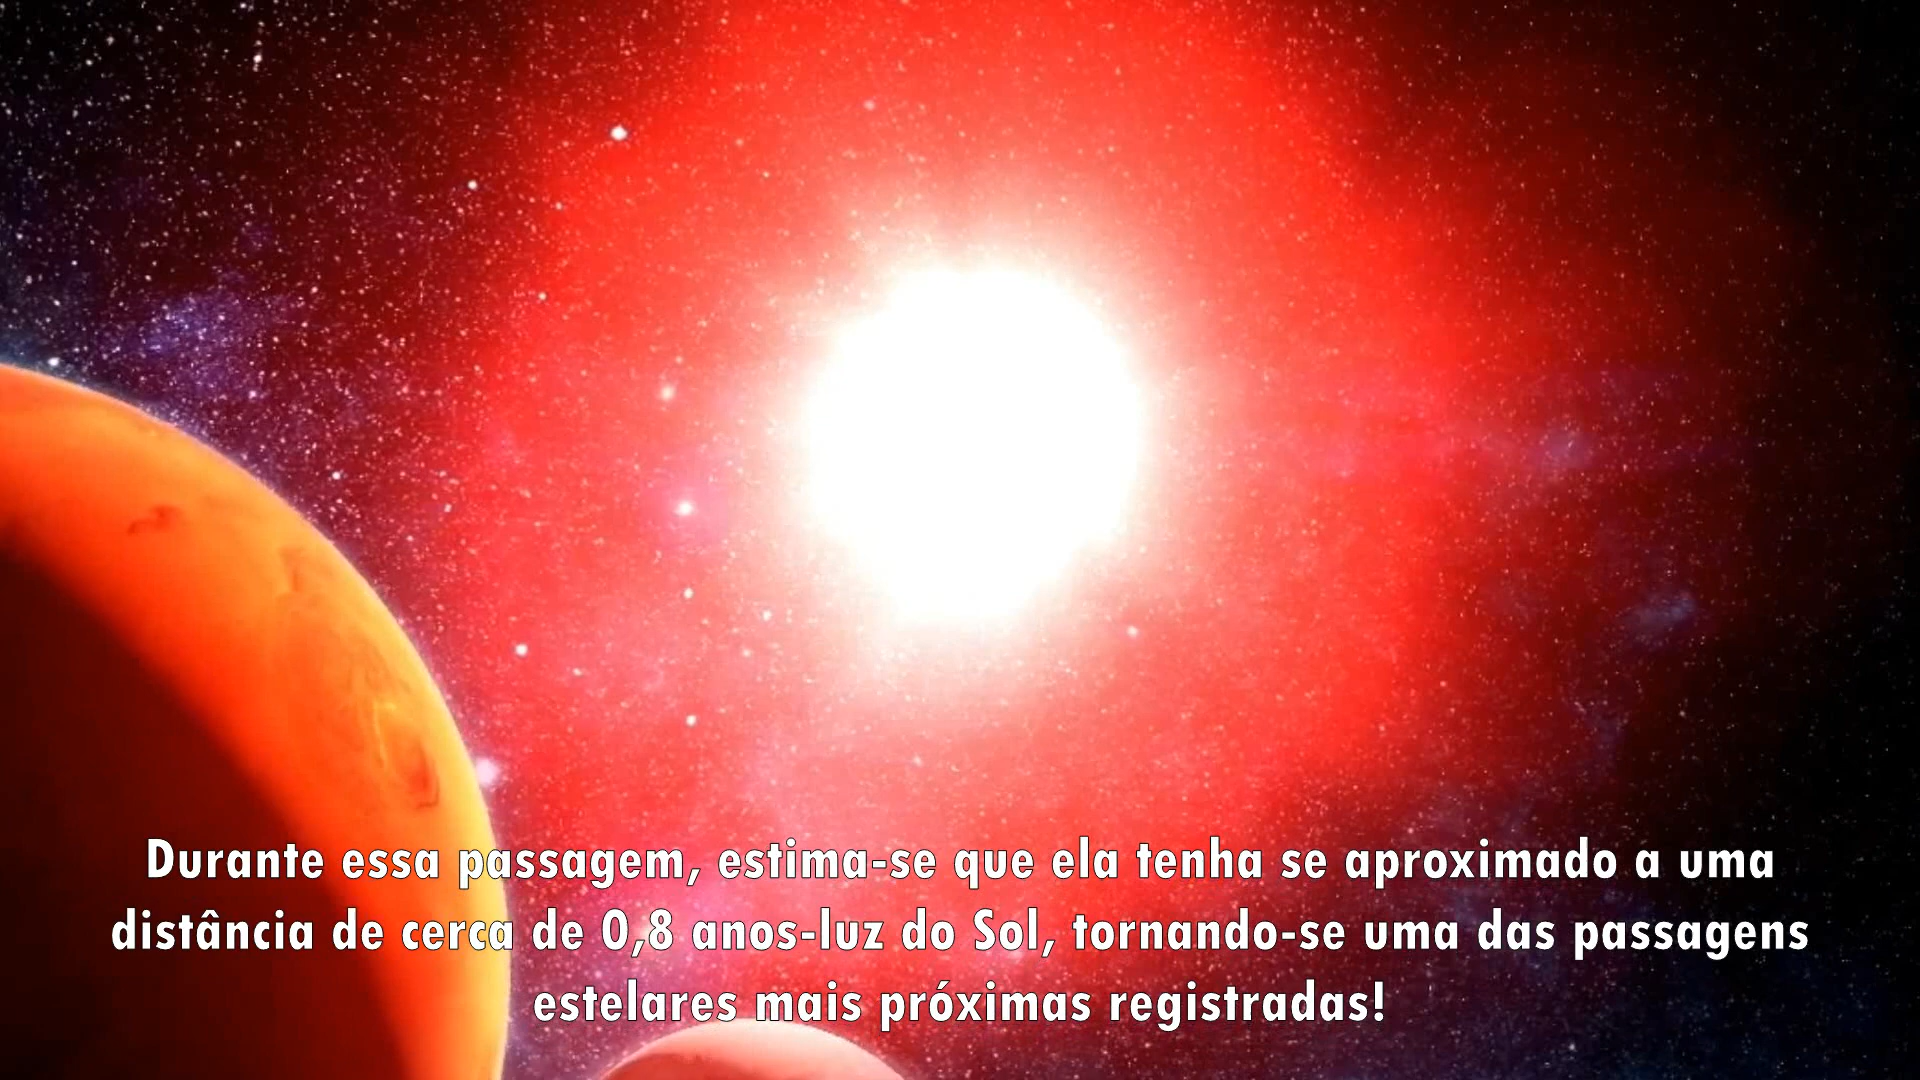 Durante essa passagem, estima-se que ela tenha se aproximado a uma
distância de cerca de 0,8 anos-luz do Sol, tornando-se uma das passagens
estelares mais próximas registradas!